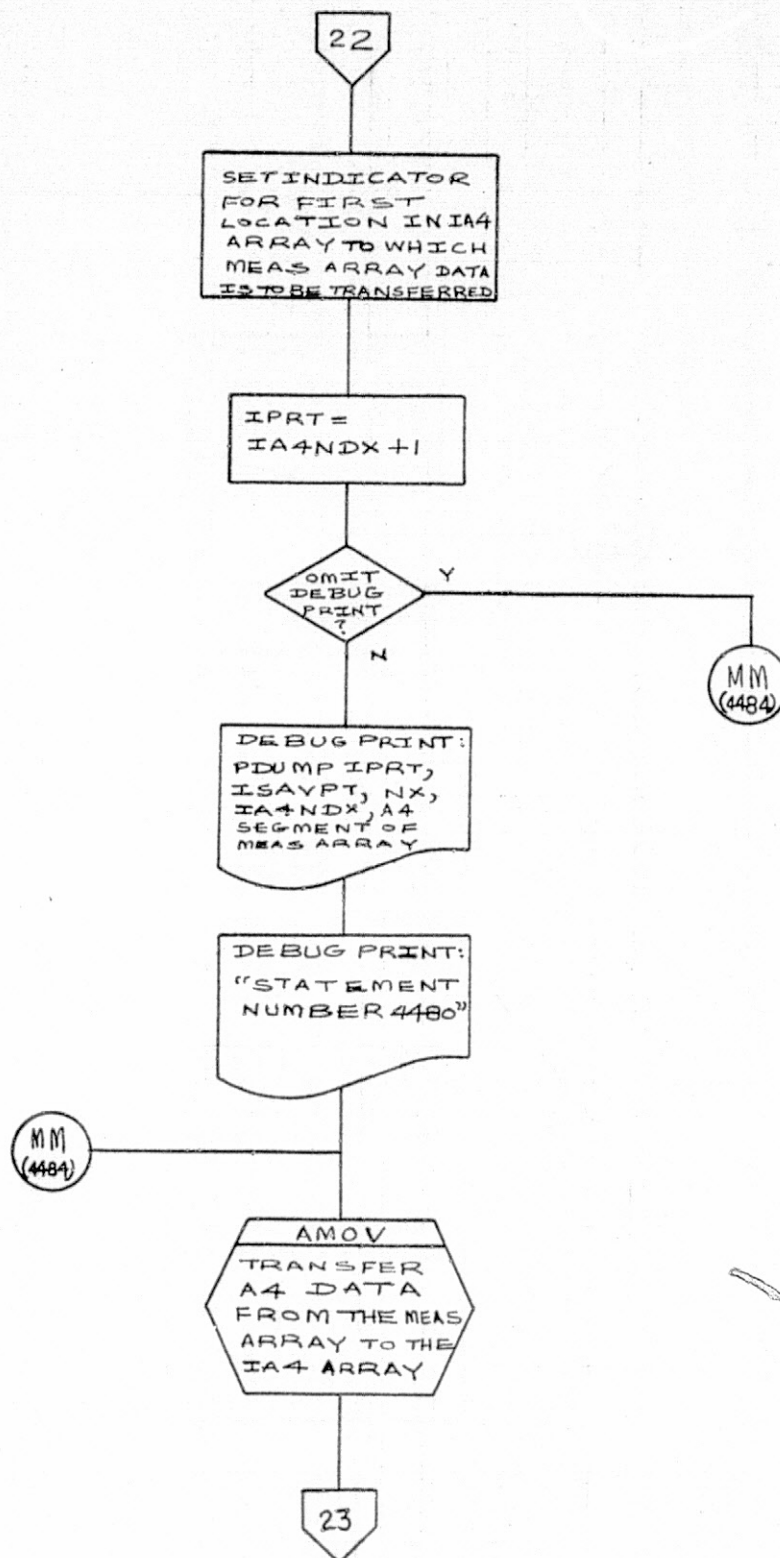 22
SET INDICATOR
FOR FIRST
LOCATION IN IA4
ARRAY TO WHICH
MEAS ARRAY DATA
IS TO BE TRANSFERRED
IPRT =
IA4NDX +1
OMIT
DEBUG
PRINT
?
Y
N
MM
(4484)
DEBUG PRINT:
PDUMP IPRT,
ISAVPT, NX,
IA4NDX, A4
SEGMENT OF
MEAS ARRAY
DEBUG PRINT:
"STATEMENT
NUMBER 4480"
MM
(4484)
AMOV
TRANSFER
A4 DATA
FROM THE MEAS
ARRAY TO THE
IA4 ARRAY
23